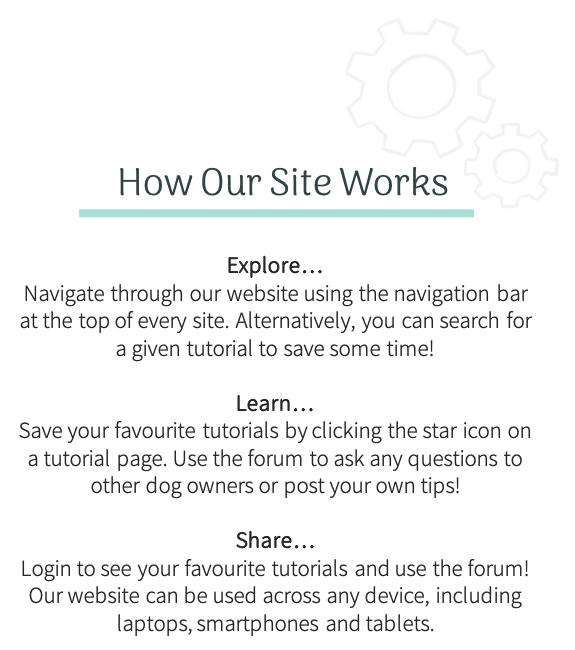 How Our Site Works
Explore...
Navigate through our website using the navigation bar
at the top of every site. Alternatively, you can search for
a given tutorial to save some time!
Learn...
Save your favourite tutorials by clicking the star icon on
a tutorial page. Use the forum to ask any questions to
other dog owners or post your own tips!
Share...
Login to see your favourite tutorials and use the forum!
Our website can be used across any device, including
laptops, smartphones and tablets.